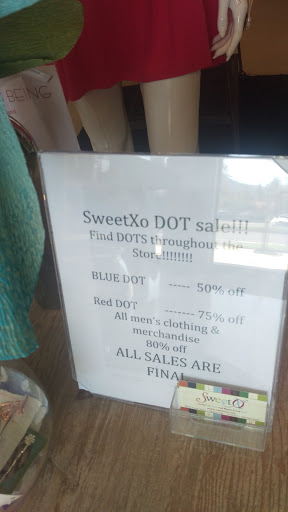 BEING
SweetXo DOT sale!!!
Find DOTS throughout the
Store!!!!!!!!
BLUE DOT ----- 50% off
Red DOT ------- 75% off
All men's clothing &
merchandise
80% off
ALL SALES ARE
FINAL
Sweet